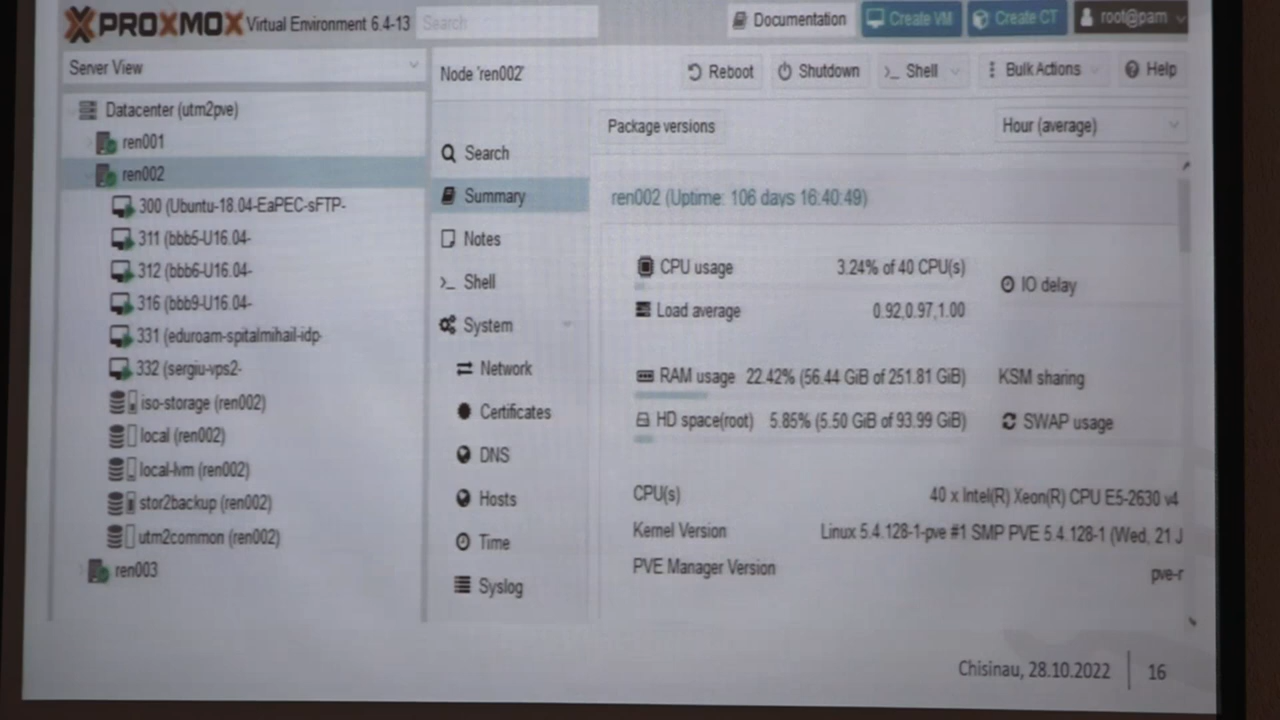 PROXMOX Virtual Environment 6.4-13 Search Documentation Create VM Create CT root@pam
Server View
Node 'ren002' Reboot Shutdown >_ Shell Bulk Actions Help
Datacenter (utm2pve)
ren001
ren002
300 (Ubuntu-18.04-EaPEC-sFTP-
311 (bbb5-U16.04-
312 (bbb6-U16.04-
316 (bbb9-U16.04-
331 (eduroam-spitalmihail-idp-
332 (sergiu-vps2-
iso-storage (ren002)
local (ren002)
local-lvm (ren002)
stor2backup (ren002)
utm2common (ren002)
ren003
Search
Summary
Notes
>_ Shell
System
Network
Certificates
DNS
Hosts
Time
Syslog
Package versions Hour (average)
ren002 (Uptime: 106 days 16:40:49)
CPU usage 3.24% of 40 CPU(s)
IO delay
Load average 0.92,0.97,1.00
RAM usage 22.42% (56.44 GiB of 251.81 GiB) KSM sharing
HD space(root) 5.85% (5.50 GiB of 93.99 GiB) SWAP usage
CPU(s) 40 x Intel(R) Xeon(R) CPU E5-2630 v4
Kernel Version Linux 5.4.128-1-pve #1 SMP PVE 5.4.128-1 (Wed, 21 J
PVE Manager Version pve-r
Chisinau, 28.10.2022 16